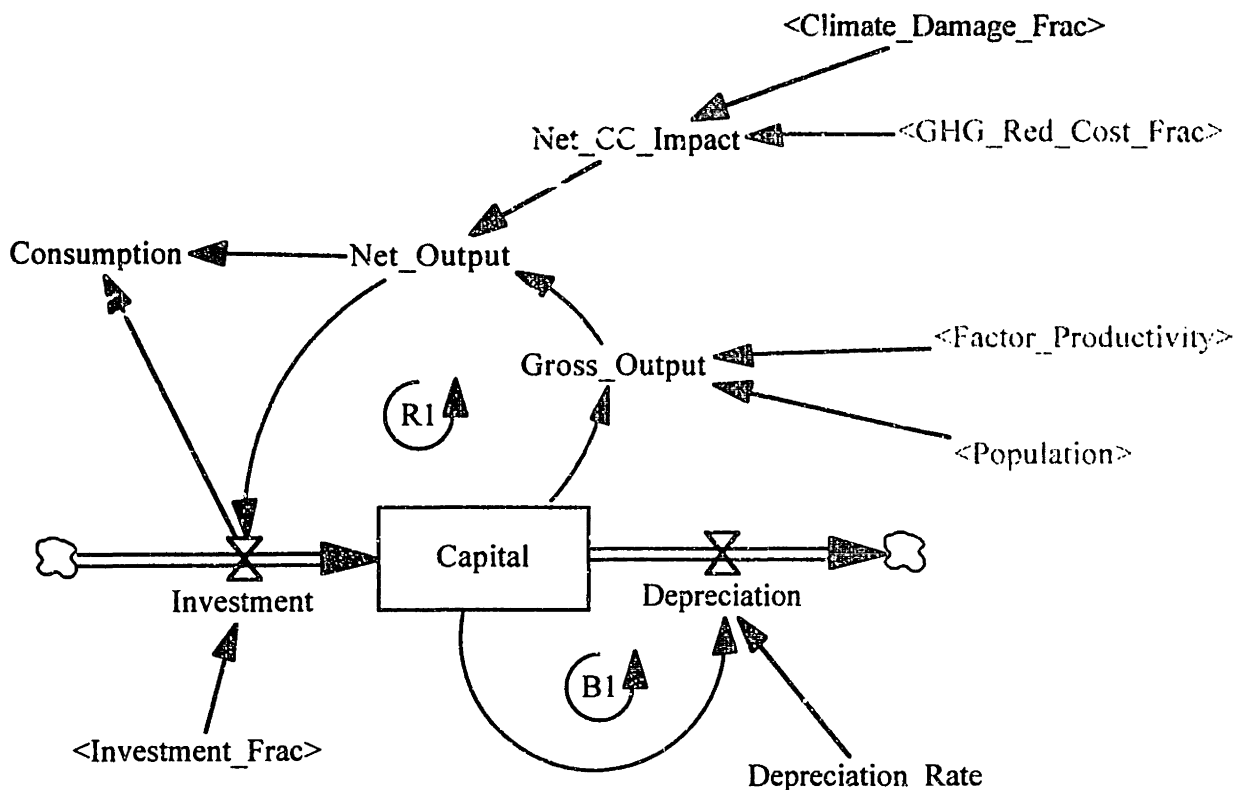 <Climate_Damage_Frac>
Net_CC_Impact
<GHG_Red_Cost_Frac>
Consumption
Net_Output
<Factor_Productivity>
Gross_Output
R1
<Population>
Capital
Investment
Depreciation
B1
<Investment_Frac>
Depreciation Rate